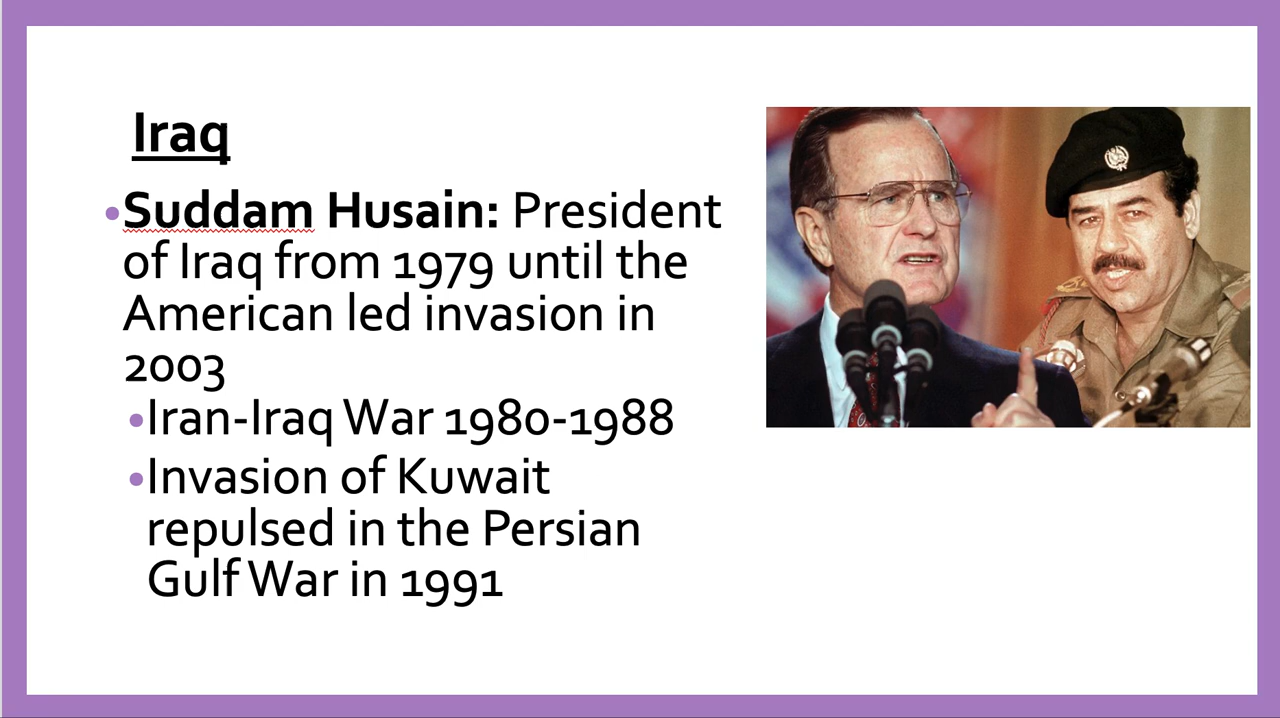 Iraq
•Suddam Husain: President
of Iraq from 1979 until the
American led invasion in
2003
•Iran-Iraq War 1980-1988
•Invasion of Kuwait
repulsed in the Persian
Gulf War in 1991